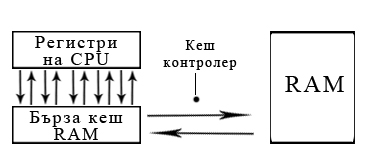 Регистри
на CPU
Кеш
контролер
RAM
Бърза кеш
RAM